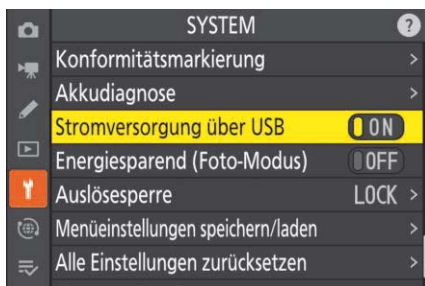 SYSTEM ?
Konformitätsmarkierung >
Akkudiagnose >
Stromversorgung über USB ON
Energiesparend (Foto-Modus) OFF
Auslösesperre LOCK >
Menüeinstellungen speichern/laden >
Alle Einstellungen zurücksetzen >